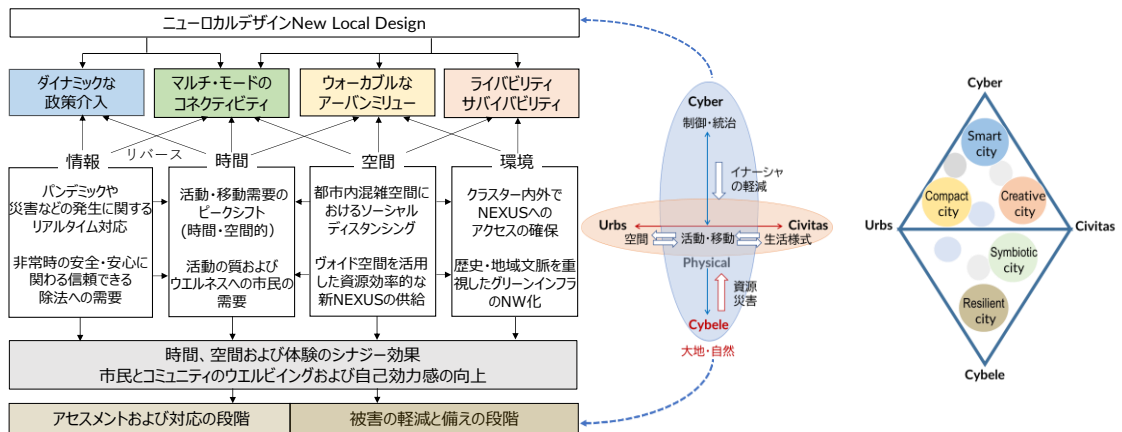 ニューロカルデザインNew Local Design
ダイナミックな
政策介入
マルチ・モードの
コネクティビティ
ウォーカブルな
アーバンミリュー
ライバビリティ
サバイバビリティ
情報
リバース
時間
空間
環境
パンデミックや
災害などの発生に関する
リアルタイム対応
非常時の安全・安心に
関わる信頼できる
除法への需要
活動・移動需要の
ピークシフト
(時間・空間的)
活動の質および
ウエルネスへの市民の
需要
都市内混雑空間に
おけるソーシャル
ディスタンシング
ヴォイド空間を活用
した資源効率的な
新NEXUSの供給
クラスター内外で
NEXUSへの
アクセスの確保
歴史・地域文脈を重
視したグリーンインフラ
のNW化
時間、空間および体験のシナジー効果
市民とコミュニティのウエルビイングおよび自己効力感の向上
アセスメントおよび対応の段階
被害の軽減と備えの段階
Cyber
制御・統治
イナーシャ
の軽減
Urbs
Civitas
空間
活動・移動
生活様式
Physical
資源
災害
Cybele
大地・自然
Cyber
Smart
city
Compact
city
Creative
city
Urbs
Civitas
Symbiotic
city
Resilient
city
Cybele